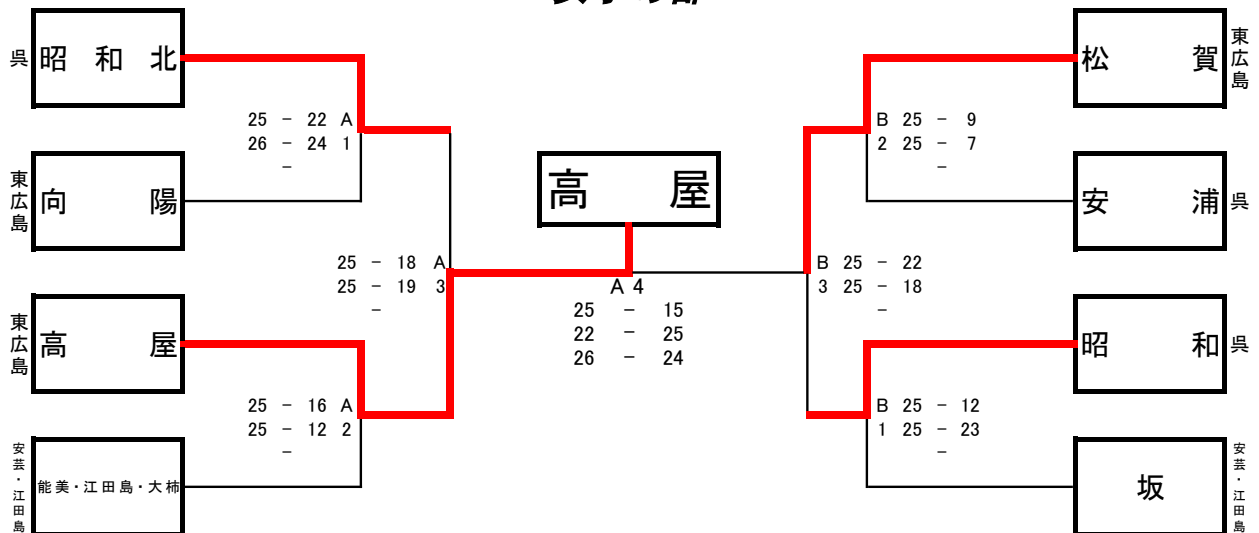 呉
昭和北
25 - 22 A
26 - 24 1
-
東広島
向陽
25 - 18 A
25 - 19 3
-
東広島
高屋
25 - 16 A
25 - 12 2
-
安芸・江田島
能美・江田島・大柿
高屋
A 4
25 - 15
22 - 25
26 - 24
松賀
東広島
B 25 - 9
2 25 - 7
-
安浦
呉
B 25 - 22
3 25 - 18
-
昭和
呉
B 25 - 12
1 25 - 23
-
坂
安芸・江田島